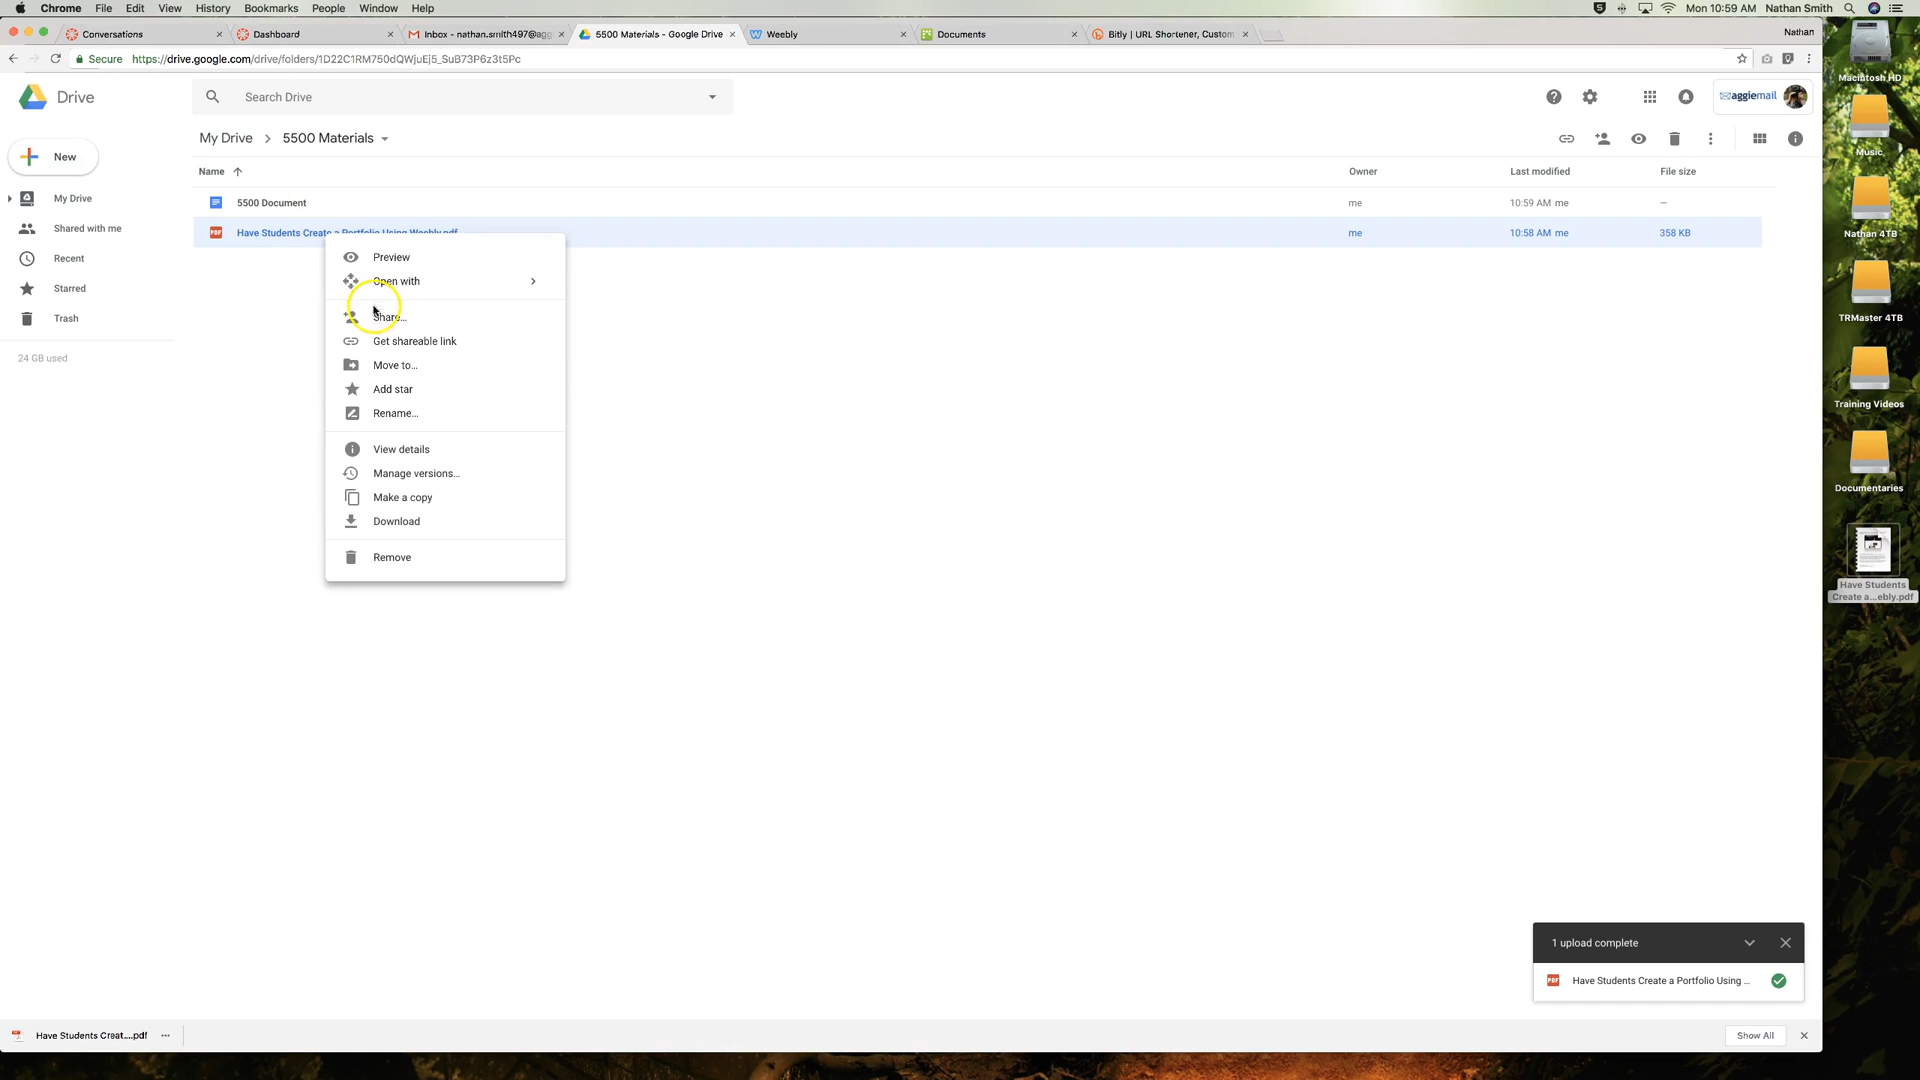 Chrome File Edit View History Bookmarks People Window Help
Mon 10:59 AM Nathan Smith
Conversations
Dashboard
Inbox - nathan.smith497@agg
5500 Materials - Google Drive
Weebly
Documents
Bitly | URL Shortener, Custom
Nathan
Secure https://drive.google.com/drive/folders/1D22C1RM750dQWjuEj5_SuB73P6z3t5Pc
Drive
Search Drive
aggiemail
New
My Drive > 5500 Materials
Name
Owner
Last modified
File size
My Drive
Shared with me
Recent
Starred
Trash
24 GB used
5500 Document me 10:59 AM me —
PDF Have Students Create a Portfolio Using Weebly.pdf me 10:58 AM me 358 KB
Preview
Open with
Share...
Get shareable link
Move to...
Add star
Rename...
View details
Manage versions...
Make a copy
Download
Remove
1 upload complete
PDF Have Students Create a Portfolio Using ...
Have Students Creat....pdf
Show All
Macintosh HD
Music
Nathan 4TB
TRMaster 4TB
Training Videos
Documentaries
Have Students
Create a...ebly.pdf